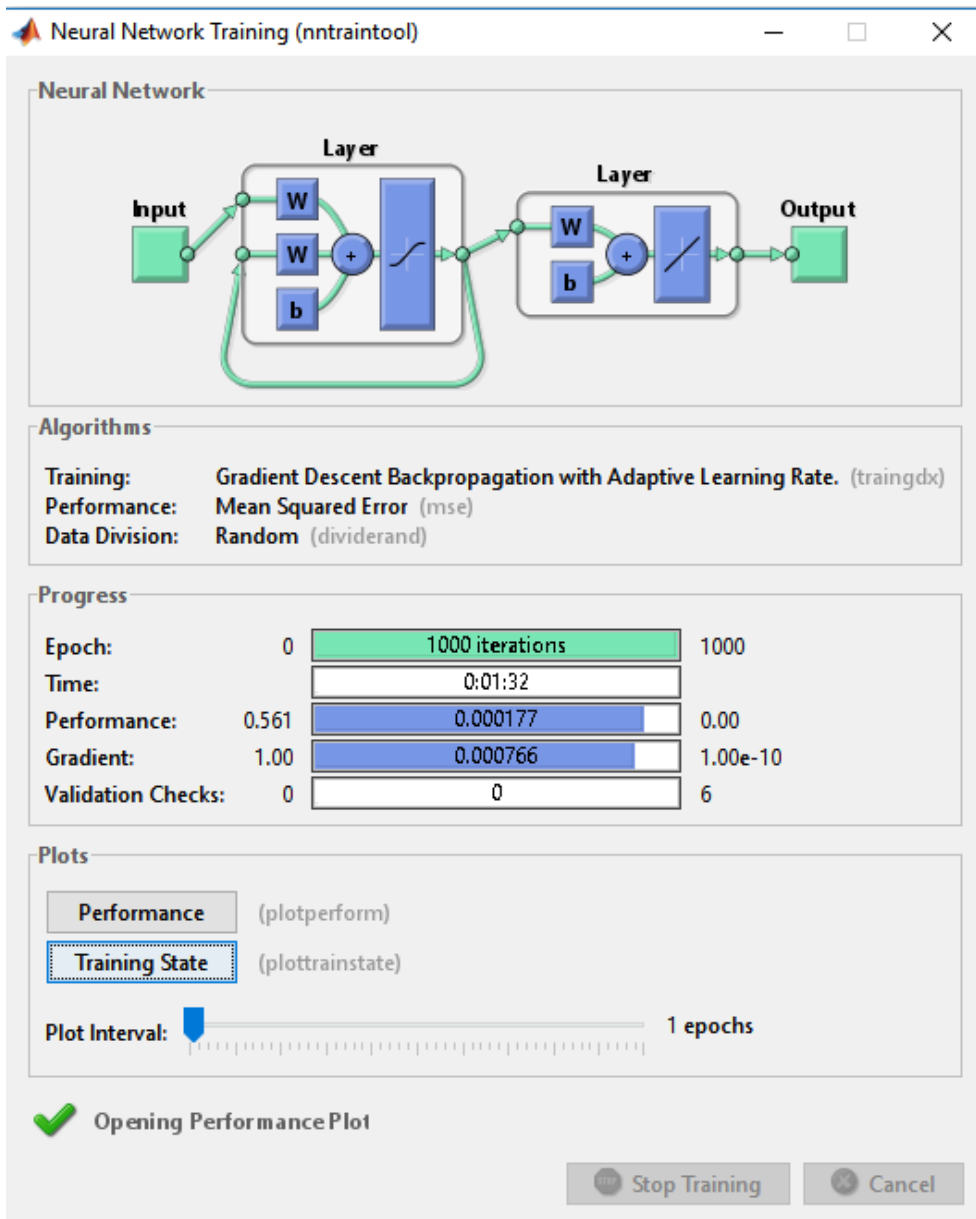 Neural Network Training (nntraintool)
Neural Network
Layer
Layer
Input
Output
W
W
b
+
W
b
+
Algorithms
Training: Gradient Descent Backpropagation with Adaptive Learning Rate. (traingdx)
Performance: Mean Squared Error (mse)
Data Division: Random (dividerand)
Progress
Epoch: 0 1000 iterations 1000
Time: 0:01:32
Performance: 0.561 0.000177 0.00
Gradient: 1.00 0.000766 1.00e-10
Validation Checks: 0 0 6
Plots
Performance (plotperform)
Training State (plottrainstate)
Plot Interval: 1 epochs
Opening Performance Plot
STOP Stop Training Cancel